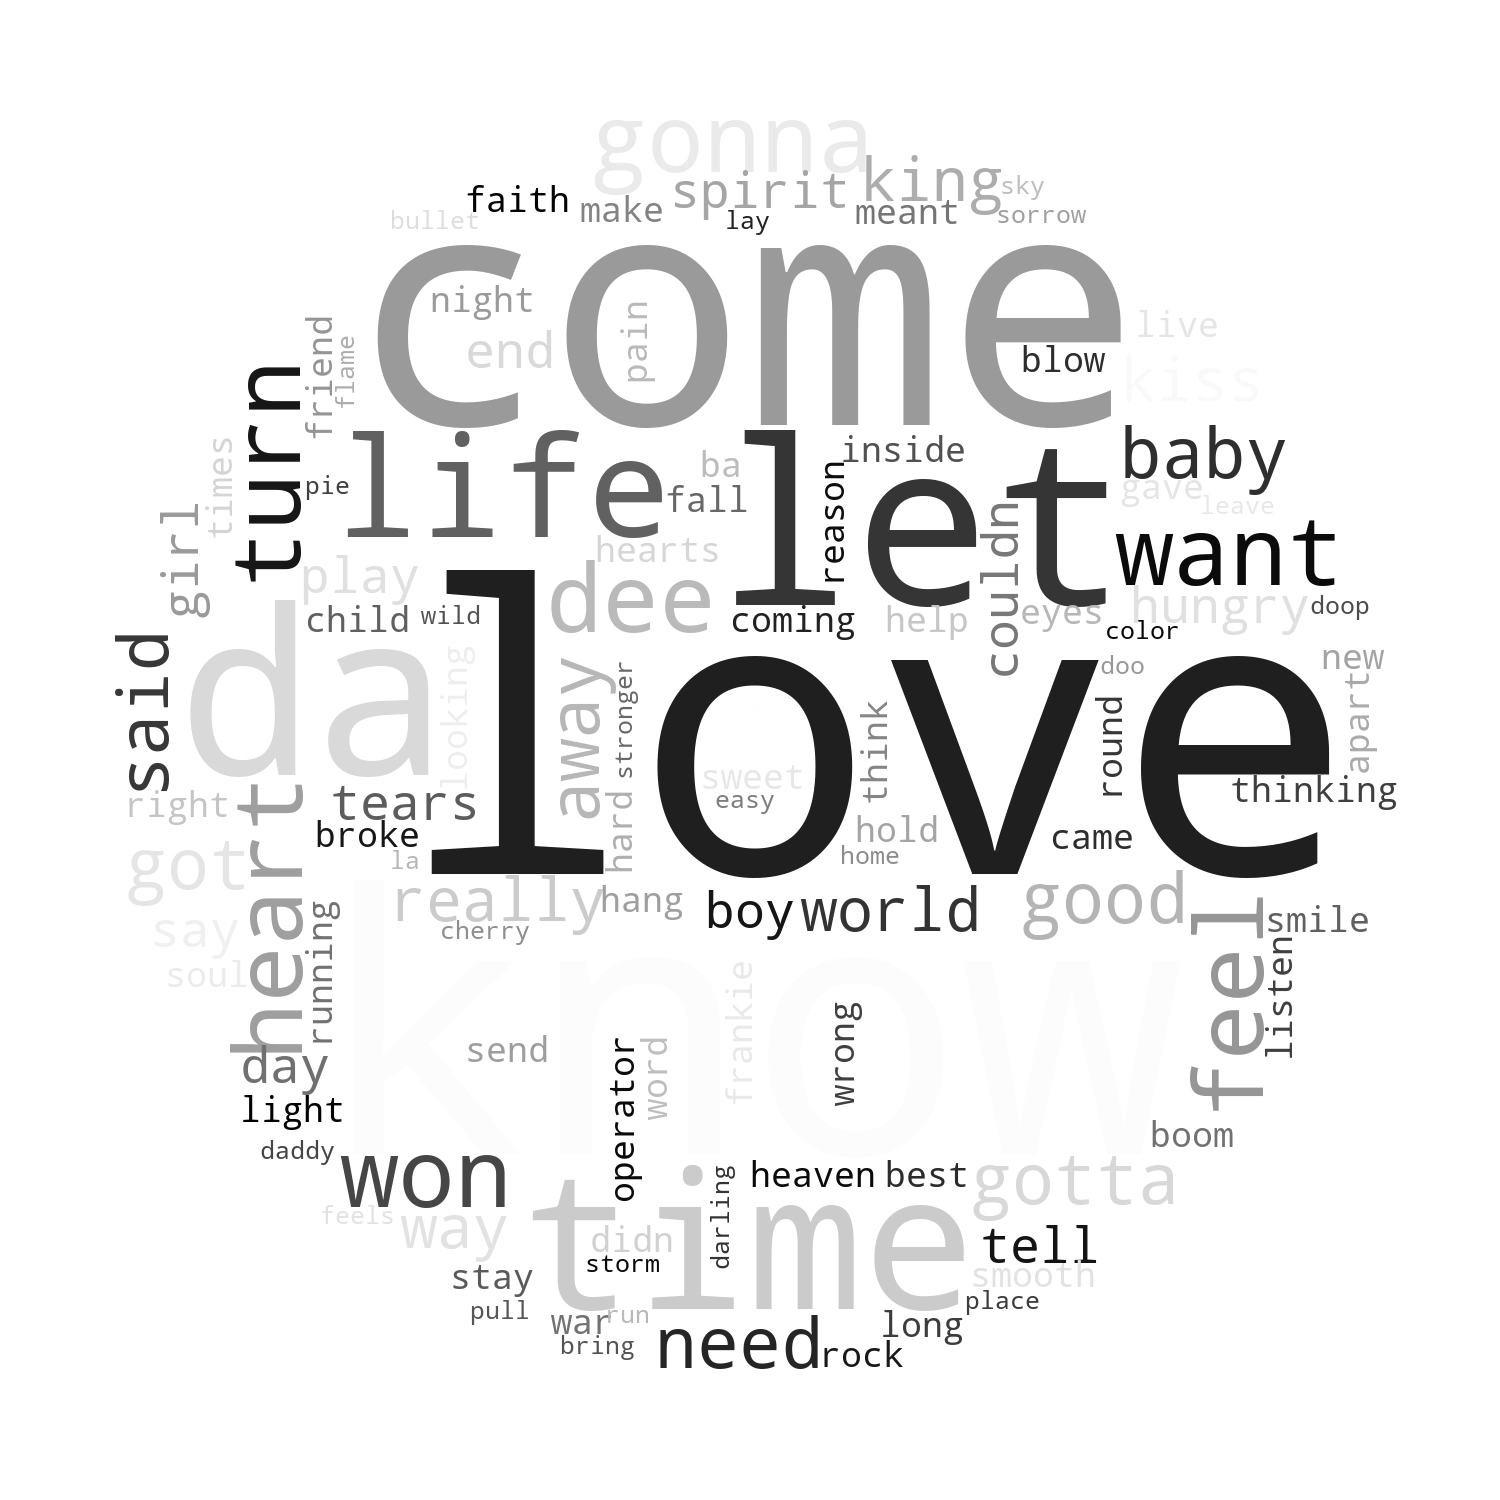 gonna
king
spirit
sky
faith
make
meant
sorrow
bullet
lay
come
night
pain
end
friend
flame
live
blow
kiss
turn
life
let
baby
inside
ba
reason
times
pie
fall
gave
leave
girl
couldn
want
hearts
play
dee
hungry
doop
child
wild
coming
help
eyes
color
said
da
love
looking
away
stronger
doo
new
apart
think
round
sweet
easy
thinking
right
heart
tears
broke
hard
hold
came
la
home
got
really
hang
boy
world
good
feel
smile
say
cherry
soul
running
listen
know
frankie
wrong
send
word
operator
day
light
daddy
boom
won
time
heaven
best
gotta
darling
feels
way
didn
tell
storm
stay
smooth
pull
place
war
run
long
bring
need
rock